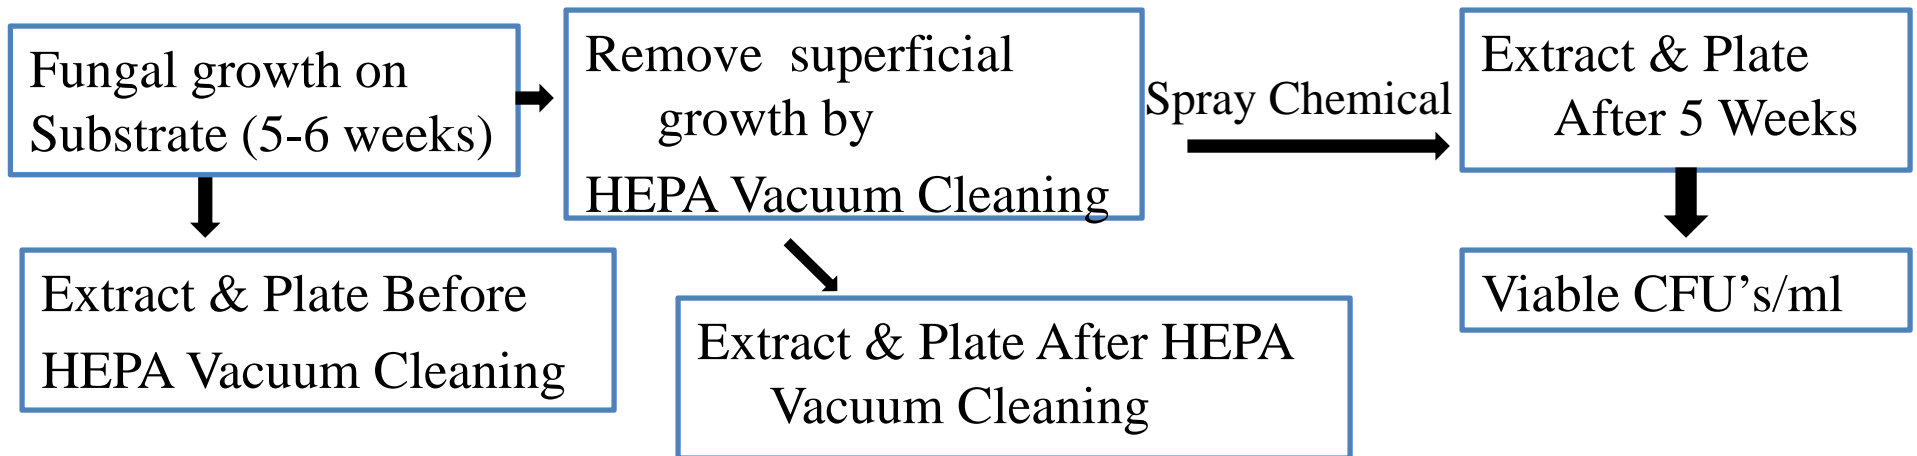 Fungal growth on
Substrate (5-6 weeks)
Remove superficial
growth by
HEPA Vacuum Cleaning
Spray Chemical
Extract & Plate
After 5 Weeks
Extract & Plate Before
HEPA Vacuum Cleaning
Extract & Plate After HEPA
Vacuum Cleaning
Viable CFU’s/ml